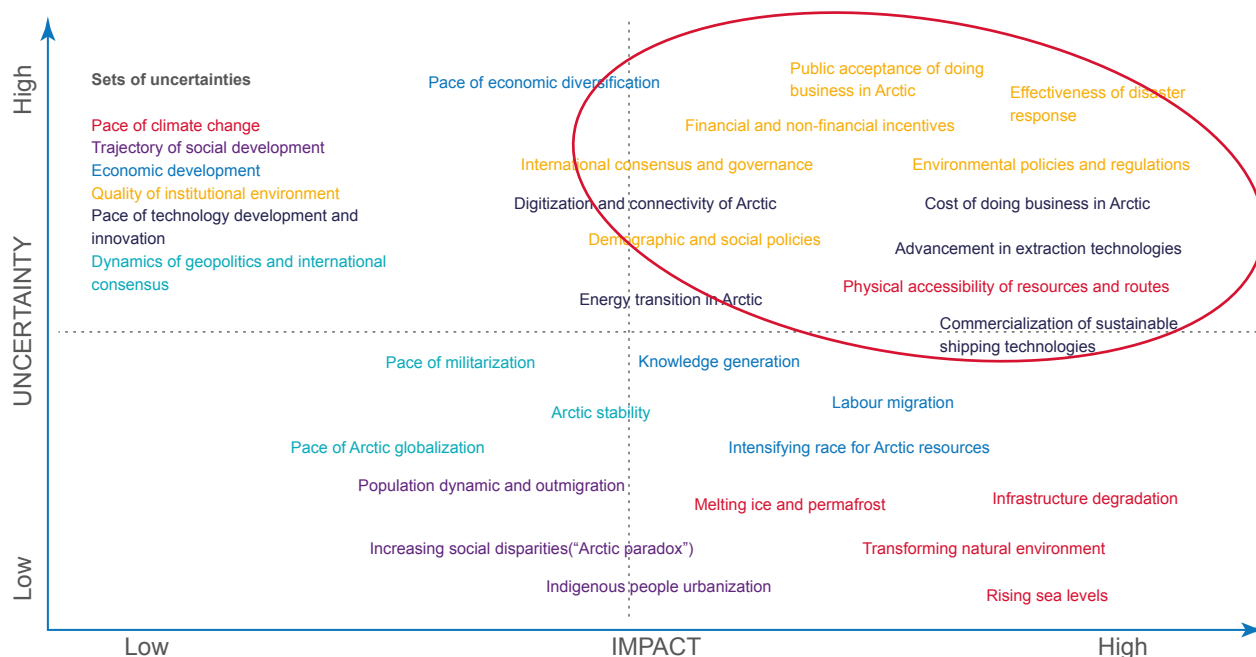 High
UNCERTAINTY
Low
Sets of uncertainties
Pace of climate change
Trajectory of social development
Economic development
Quality of institutional environment
Pace of technology development and
innovation
Dynamics of geopolitics and international
consensus
Pace of economic diversification
Public acceptance of doing
business in Arctic
Effectiveness of disaster
response
Financial and non-financial incentives
International consensus and governance
Environmental policies and regulations
Digitization and connectivity of Arctic
Cost of doing business in Arctic
Demographic and social policies
Advancement in extraction technologies
Physical accessibility of resources and routes
Energy transition in Arctic
Commercialization of sustainable
shipping technologies
Pace of militarization
Knowledge generation
Labour migration
Arctic stability
Pace of Arctic globalization
Intensifying race for Arctic resources
Population dynamic and outmigration
Melting ice and permafrost
Infrastructure degradation
Increasing social disparities(“Arctic paradox”)
Transforming natural environment
Indigenous people urbanization
Rising sea levels
Low
IMPACT
High